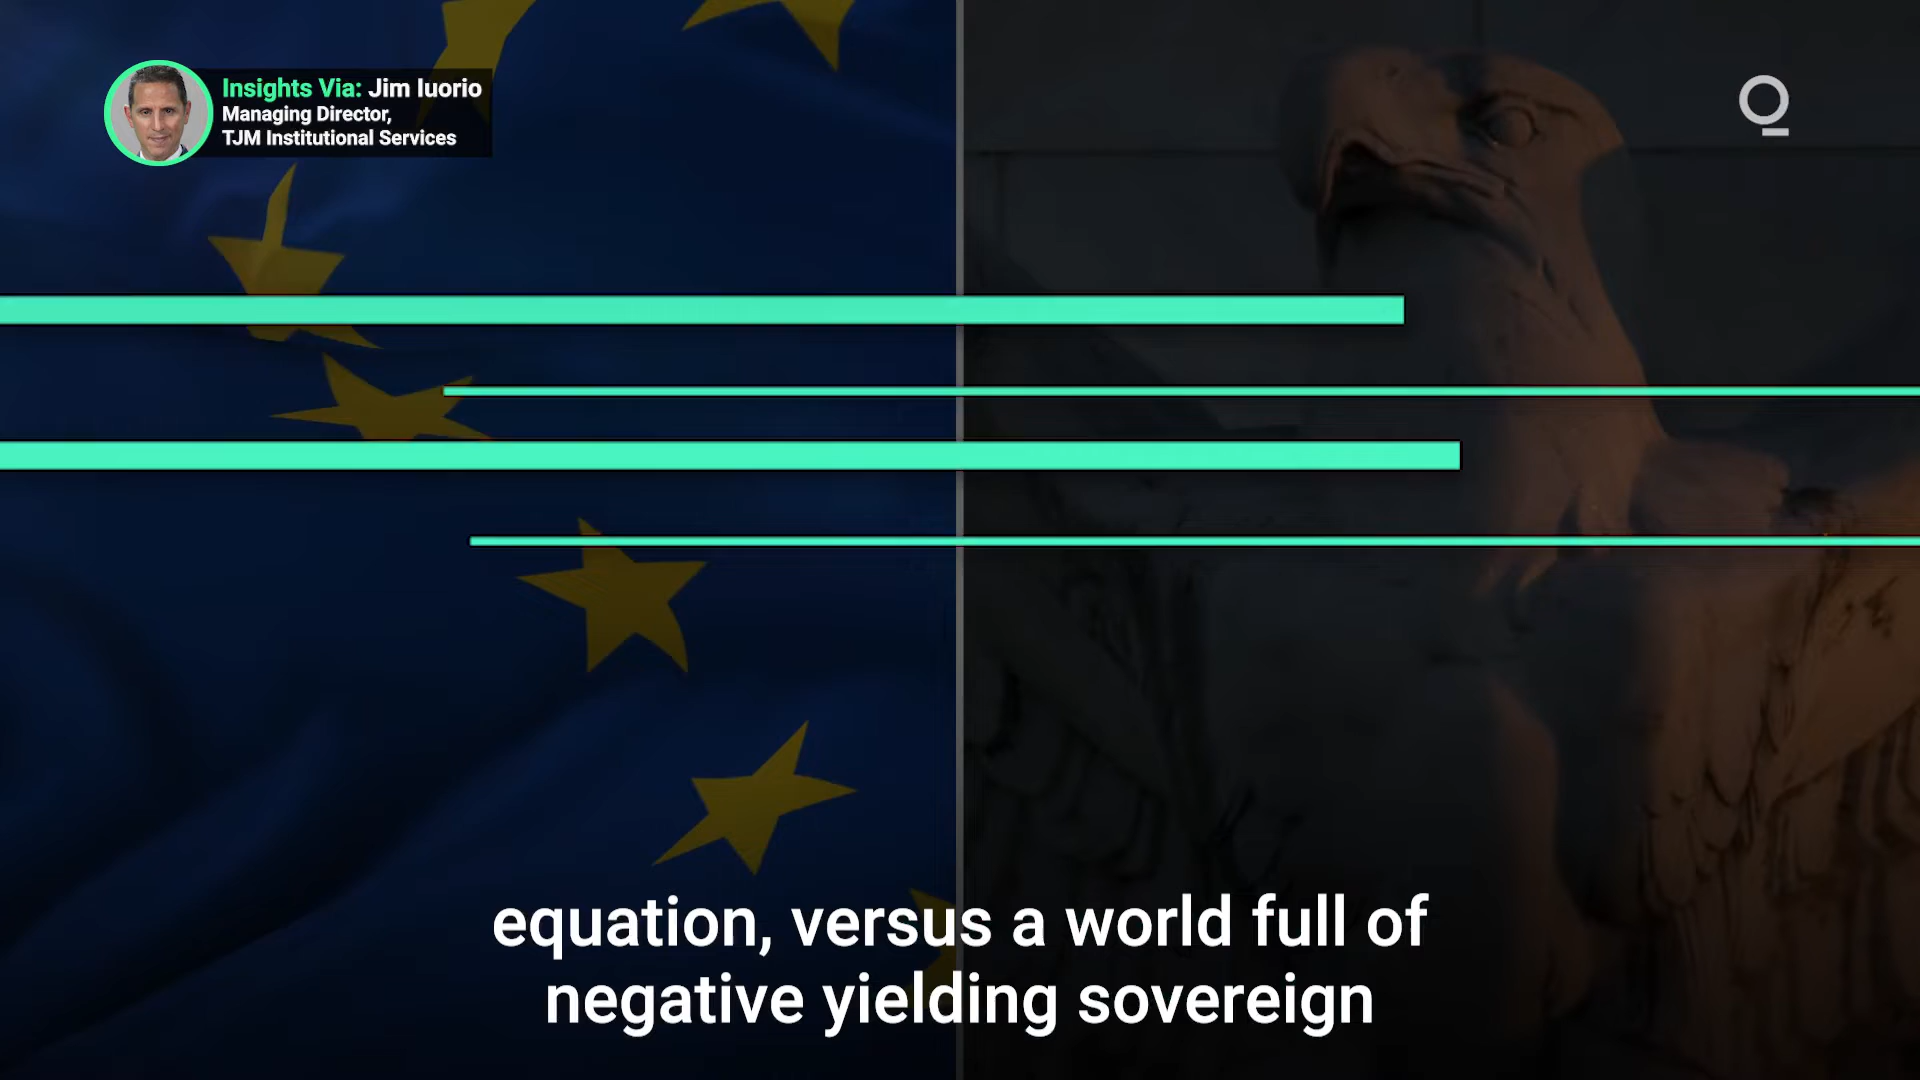 Insights Via: Jim Iuorio
Managing Director,
TJM Institutional Services
equation, versus a world full of
negative yielding sovereign